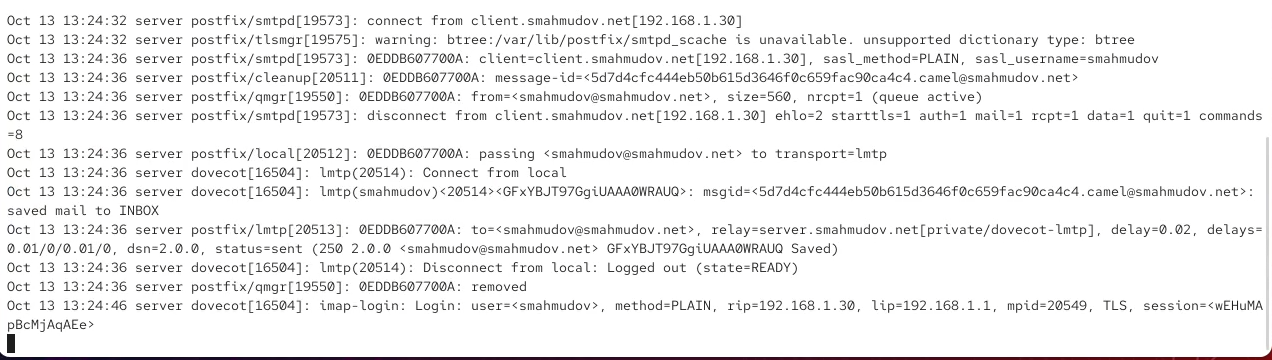 Oct 13 13:24:32 server postfix/smtpd[19573]: connect from client.smahmudov.net[192.168.1.30]
Oct 13 13:24:32 server postfix/tlsmgr[19575]: warning: btree:/var/lib/postfix/smtpd_scache is unavailable. unsupported dictionary type: btree
Oct 13 13:24:36 server postfix/smtpd[19573]: 0EDDB607700A: client=client.smahmudov.net[192.168.1.30], sasl_method=PLAIN, sasl_username=smahmudov
Oct 13 13:24:36 server postfix/cleanup[20511]: 0EDDB607700A: message-id=<5d7d4cfc444eb50b615d3646f0c659fac90ca4c4.camel@smahmudov.net>
Oct 13 13:24:36 server postfix/qmgr[19550]: 0EDDB607700A: from=<smahmudov@smahmudov.net>, size=560, nrcpt=1 (queue active)
Oct 13 13:24:36 server postfix/smtpd[19573]: disconnect from client.smahmudov.net[192.168.1.30] ehlo=2 starttls=1 auth=1 mail=1 rcpt=1 data=1 quit=1 commands
=8
Oct 13 13:24:36 server postfix/local[20512]: 0EDDB607700A: passing <smahmudov@smahmudov.net> to transport=lmtp
Oct 13 13:24:36 server dovecot[16504]: lmtp(20514): Connect from local
Oct 13 13:24:36 server dovecot[16504]: lmtp(smahmudov)<20514><GFxYBJT97GgiUAAA0WRAUQ>: msgid=<5d7d4cfc444eb50b615d3646f0c659fac90ca4c4.camel@smahmudov.net>:
saved mail to INBOX
Oct 13 13:24:36 server postfix/lmtp[20513]: 0EDDB607700A: to=<smahmudov@smahmudov.net>, relay=server.smahmudov.net[private/dovecot-lmtp], delay=0.02, delays=
0.01/0/0.01/0, dsn=2.0.0, status=sent (250 2.0.0 <smahmudov@smahmudov.net> GFxYBJT97GgiUAAA0WRAUQ Saved)
Oct 13 13:24:36 server dovecot[16504]: lmtp(20514): Disconnect from local: Logged out (state=READY)
Oct 13 13:24:36 server postfix/qmgr[19550]: 0EDDB607700A: removed
Oct 13 13:24:46 server dovecot[16504]: imap-login: Login: user=<smahmudov>, method=PLAIN, rip=192.168.1.30, lip=192.168.1.1, mpid=20549, TLS, session=<wEHuMA
pBcMjAqAEe>